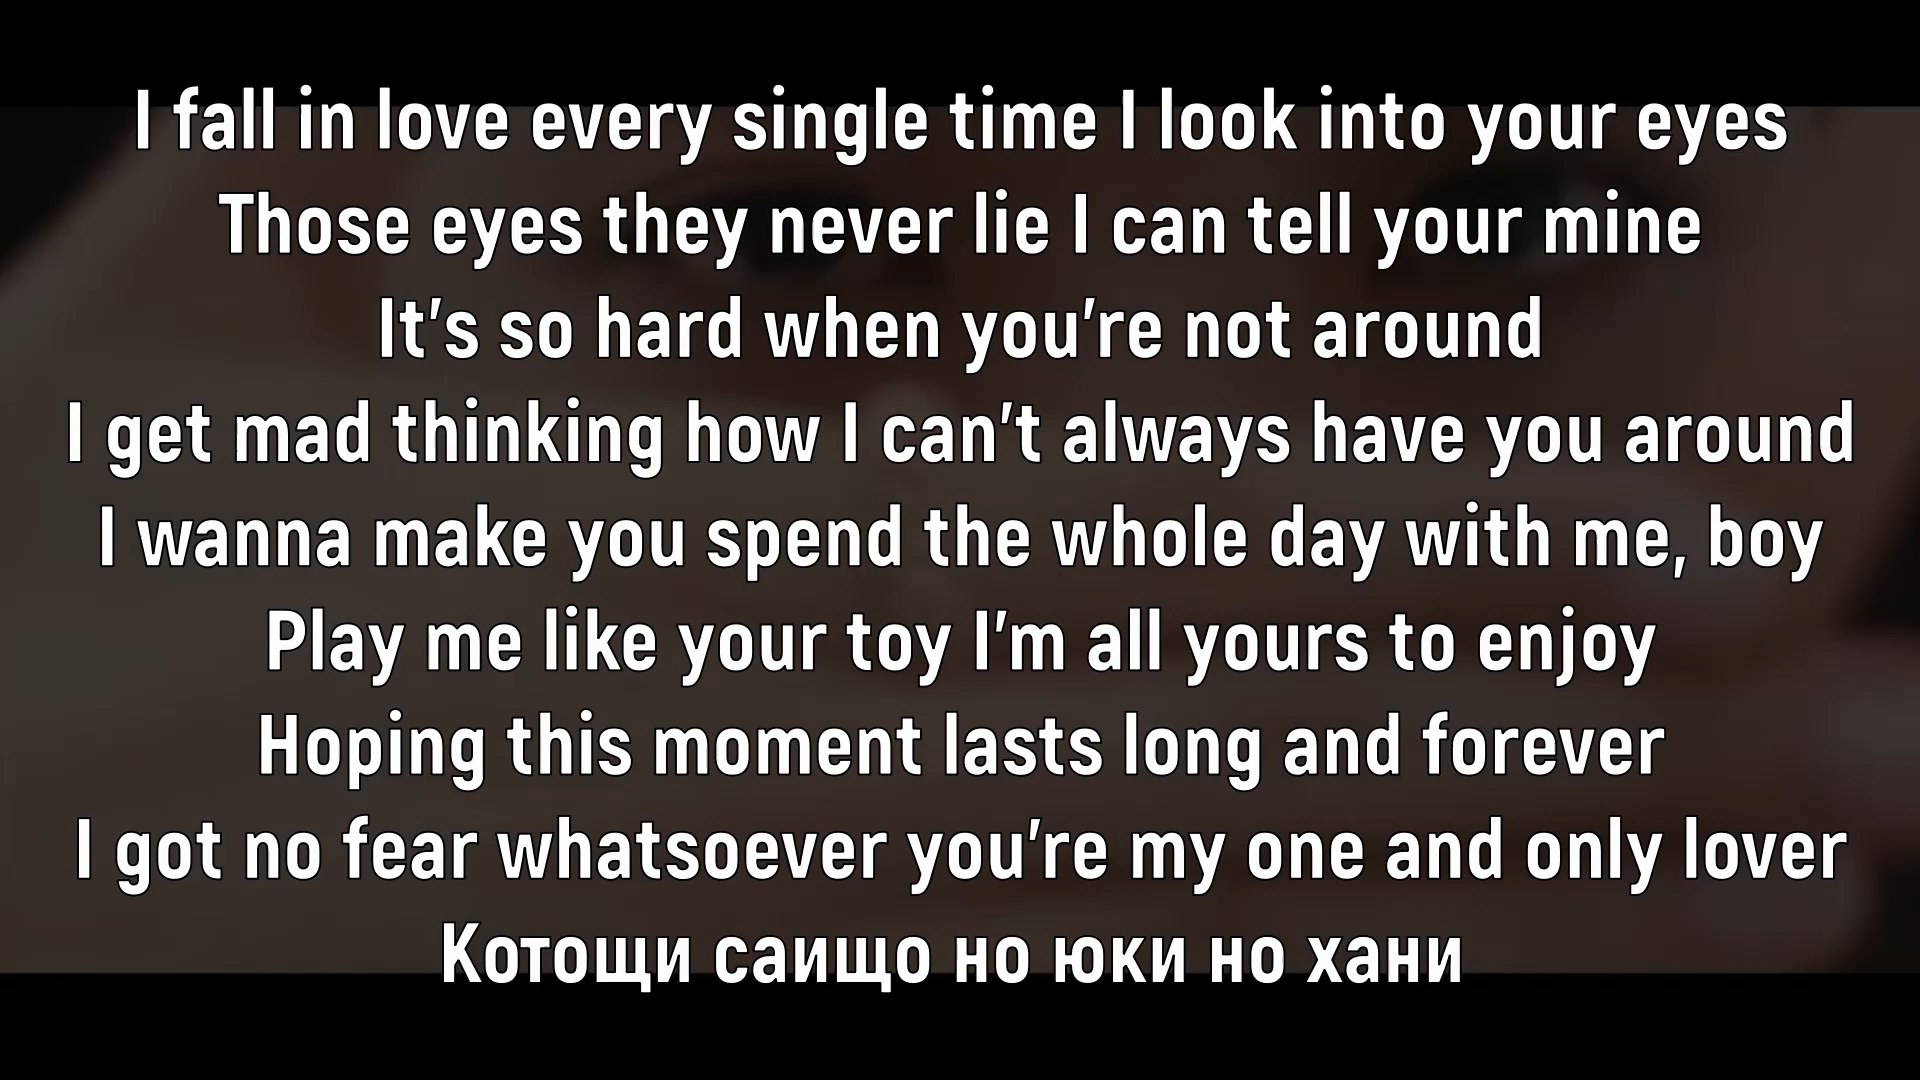 I fall in love every single time I look into your eyes
Those eyes they never lie I can tell your mine
It's so hard when you're not around
I get mad thinking how I can't always have you around
I wanna make you spend the whole day with me, boy
Play me like your toy I'm all yours to enjoy
Hoping this moment lasts long and forever
I got no fear whatsoever you're my one and only lover
Котощи саищо но юки но хани